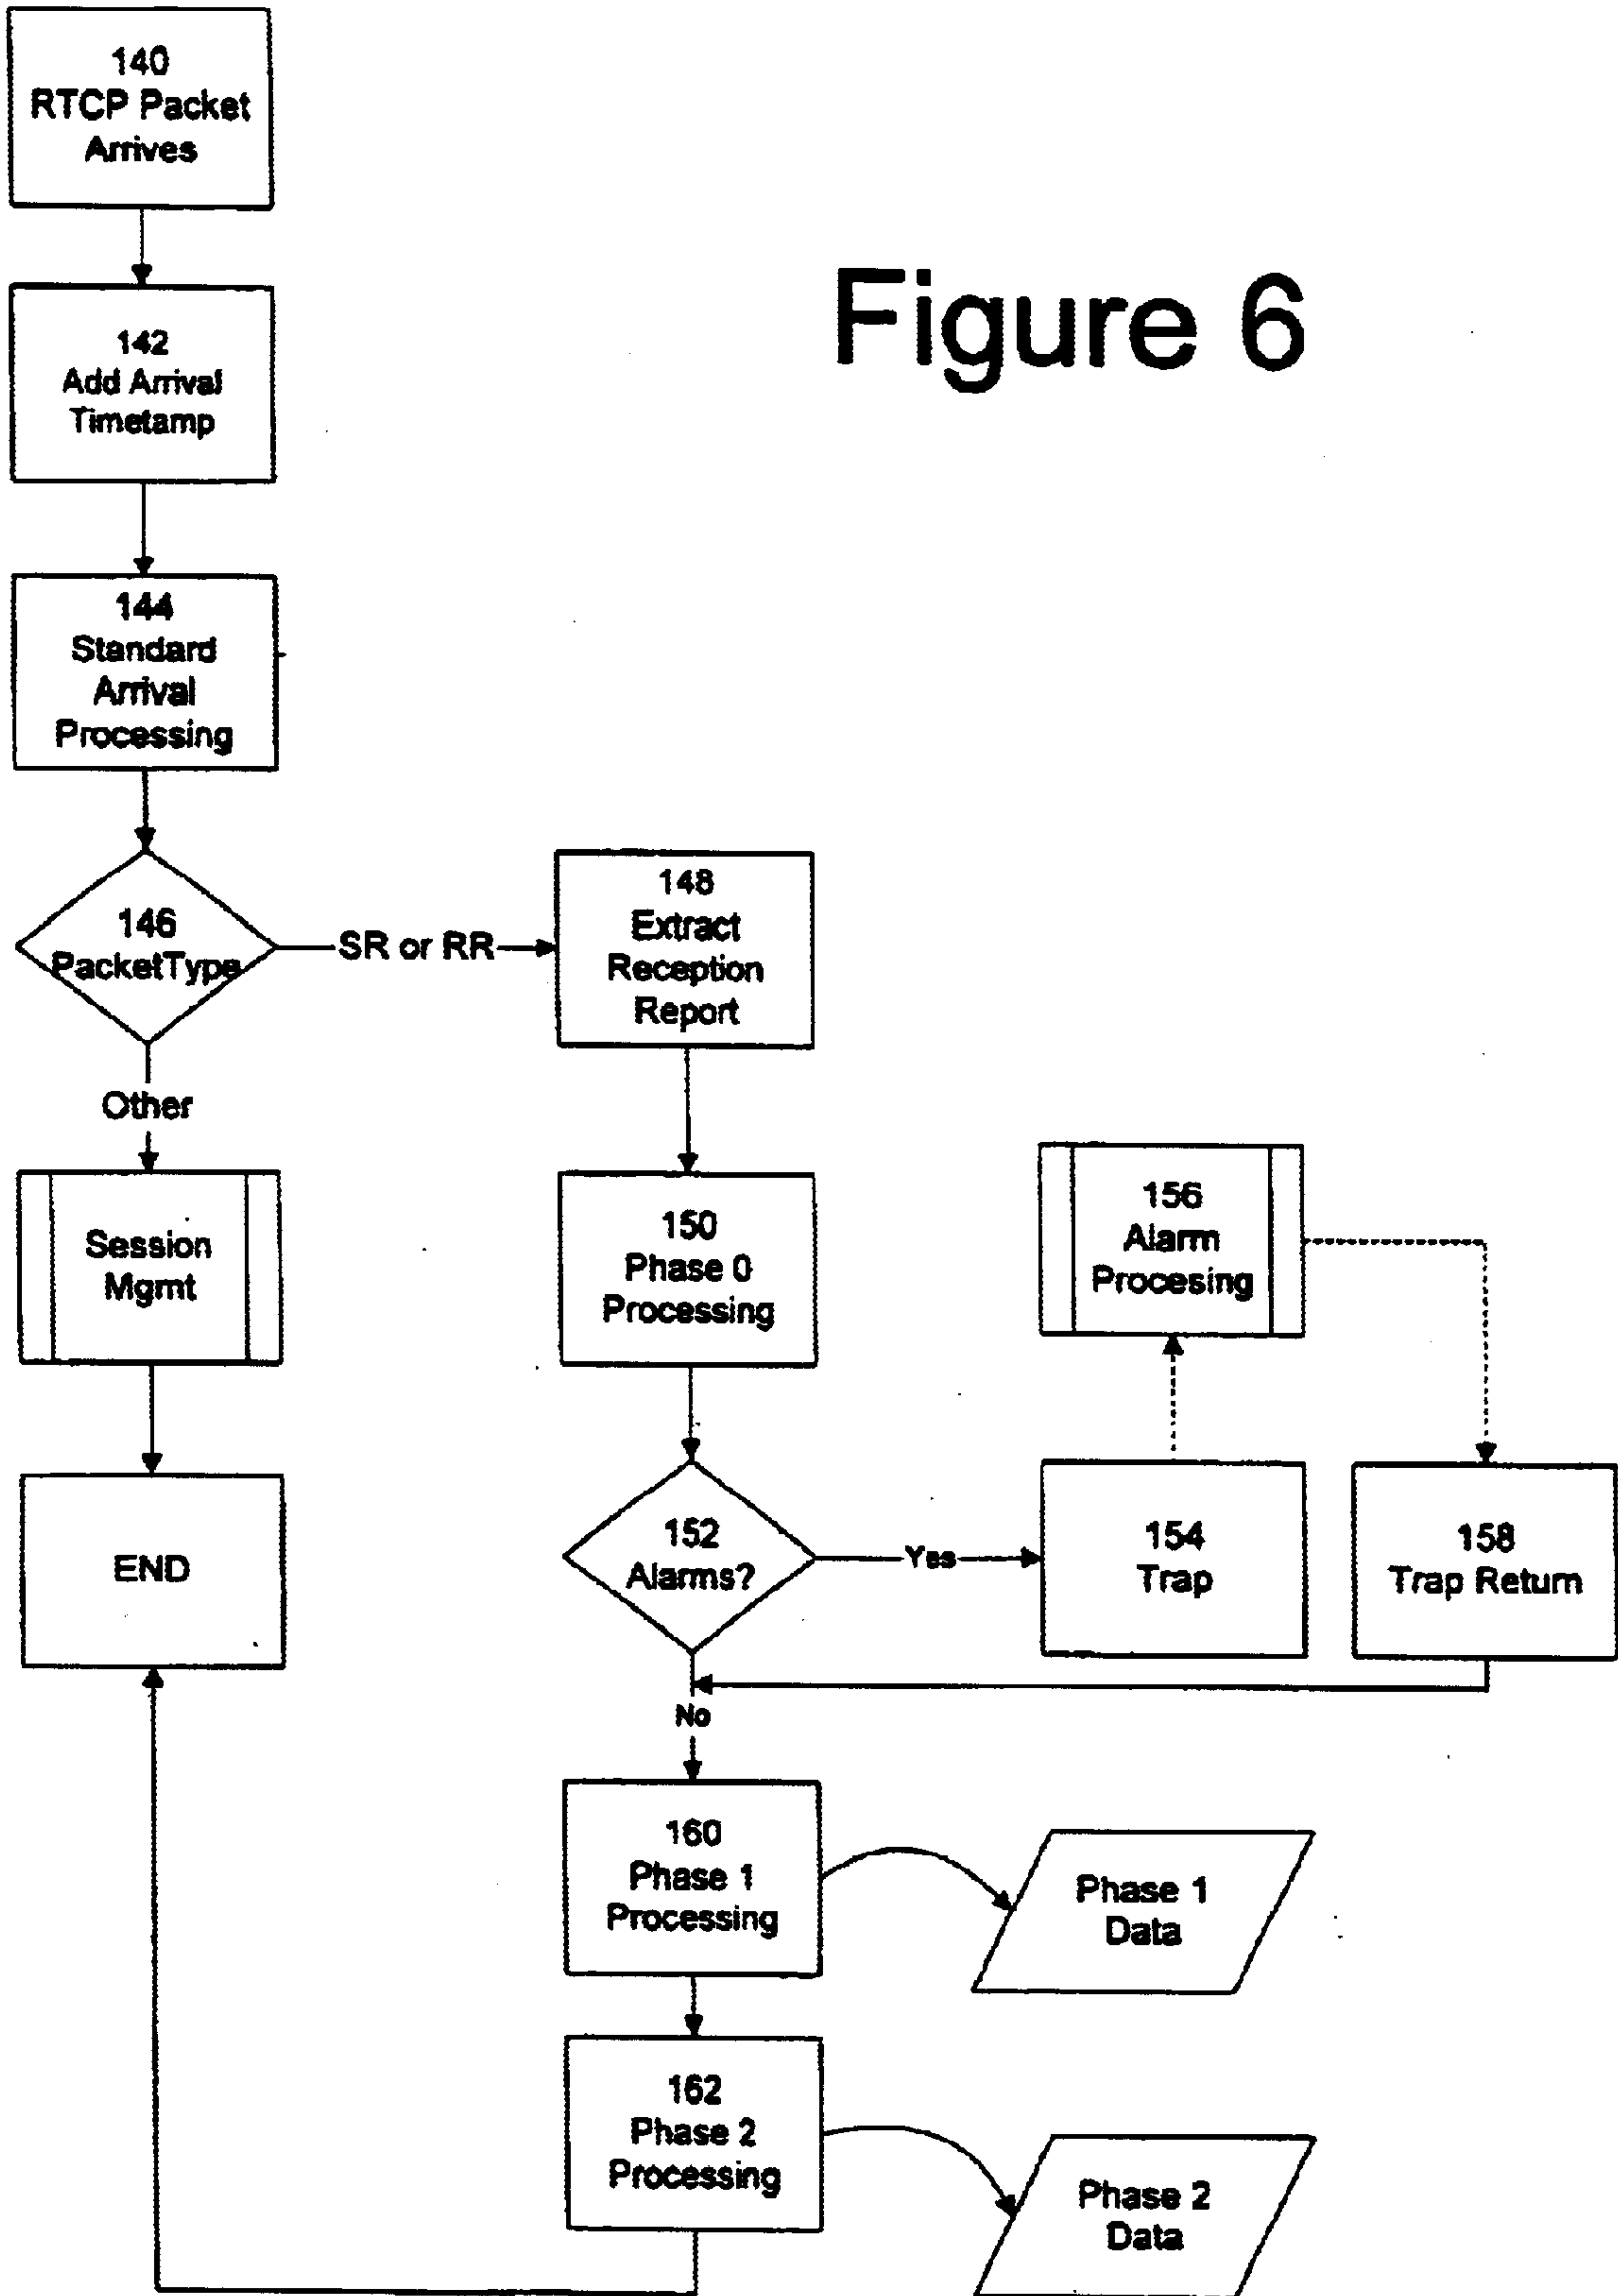 140
RTCP Packet
Arrives
Figure 6
142
Add Arrival
Timetamp
144
Standard
Arrival
Processing
146
PacketType
SR or RR
148
Extract
Reception
Report
Other
Session
Mgmt
150
Phase 0
Processing
156
Alarm
Procesing
END
152
Alarms?
Yes
154
Trap
158
Trap Return
No
160
Phase 1
Processing
Phase 1
Data
162
Phase 2
Processing
Phase 2
Data